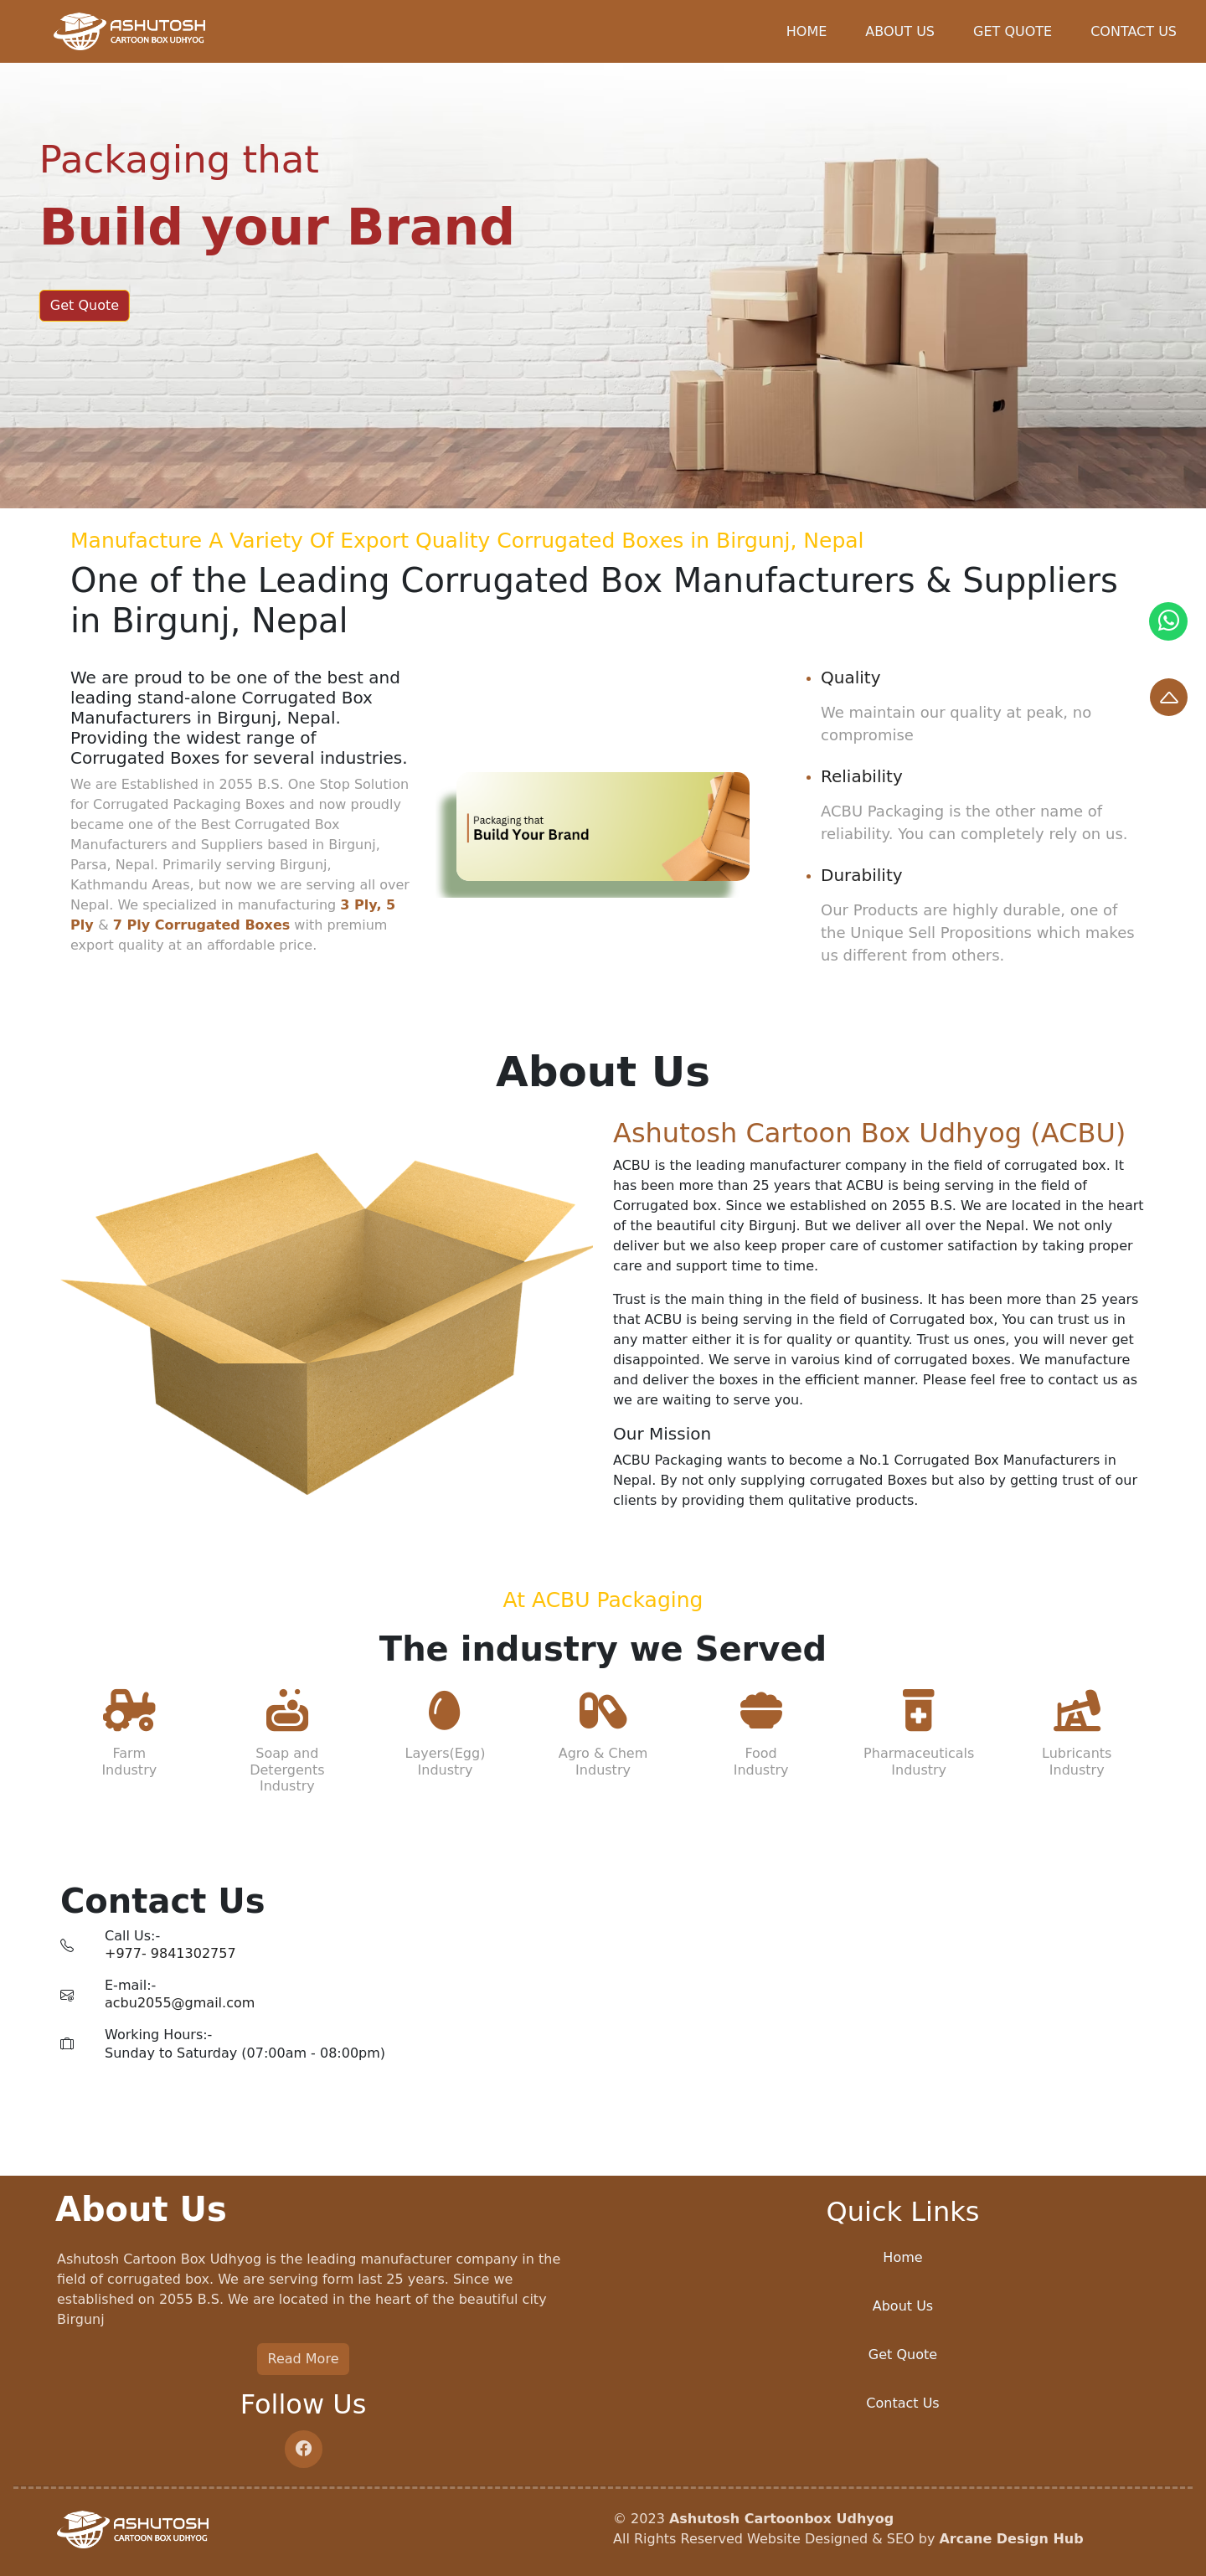 ASHUTOSH
CARTOON BOX UDHYOG
HOME ABOUT US GET QUOTE CONTACT US
Packaging that
Build your Brand
Get Quote
Manufacture A Variety Of Export Quality Corrugated Boxes in Birgunj, Nepal
One of the Leading Corrugated Box Manufacturers & Suppliers
in Birgunj, Nepal
We are proud to be one of the best and
leading stand-alone Corrugated Box
Manufacturers in Birgunj, Nepal.
Providing the widest range of
Corrugated Boxes for several industries.
We are Established in 2055 B.S. One Stop Solution
for Corrugated Packaging Boxes and now proudly
became one of the Best Corrugated Box
Manufacturers and Suppliers based in Birgunj,
Parsa, Nepal. Primarily serving Birgunj,
Kathmandu Areas, but now we are serving all over
Nepal. We specialized in manufacturing 3 Ply, 5
Ply & 7 Ply Corrugated Boxes with premium
export quality at an affordable price.
Packaging that
Build Your Brand
• Quality
We maintain our quality at peak, no
compromise
• Reliability
ACBU Packaging is the other name of
reliability. You can completely rely on us.
• Durability
Our Products are highly durable, one of
the Unique Sell Propositions which makes
us different from others.
About Us
Ashutosh Cartoon Box Udhyog (ACBU)
ACBU is the leading manufacturer company in the field of corrugated box. It
has been more than 25 years that ACBU is being serving in the field of
Corrugated box. Since we established on 2055 B.S. We are located in the heart
of the beautiful city Birgunj. But we deliver all over the Nepal. We not only
deliver but we also keep proper care of customer satifaction by taking proper
care and support time to time.
Trust is the main thing in the field of business. It has been more than 25 years
that ACBU is being serving in the field of Corrugated box, You can trust us in
any matter either it is for quality or quantity. Trust us ones, you will never get
disappointed. We serve in varoius kind of corrugated boxes. We manufacture
and deliver the boxes in the efficient manner. Please feel free to contact us as
we are waiting to serve you.
Our Mission
ACBU Packaging wants to become a No.1 Corrugated Box Manufacturers in
Nepal. By not only supplying corrugated Boxes but also by getting trust of our
clients by providing them qulitative products.
At ACBU Packaging
The industry we Served
Farm
Industry
Soap and
Detergents
Industry
Layers(Egg)
Industry
Agro & Chem
Industry
Food
Industry
Pharmaceuticals
Industry
Lubricants
Industry
Contact Us
Call Us:-
+977- 9841302757
E-mail:-
acbu2055@gmail.com
Working Hours:-
Sunday to Saturday (07:00am - 08:00pm)
About Us
Ashutosh Cartoon Box Udhyog is the leading manufacturer company in the
field of corrugated box. We are serving form last 25 years. Since we
established on 2055 B.S. We are located in the heart of the beautiful city
Birgunj
Read More
Follow Us
Quick Links
Home
About Us
Get Quote
Contact Us
ASHUTOSH
CARTOON BOX UDHYOG
© 2023 Ashutosh Cartoonbox Udhyog
All Rights Reserved Website Designed & SEO by Arcane Design Hub